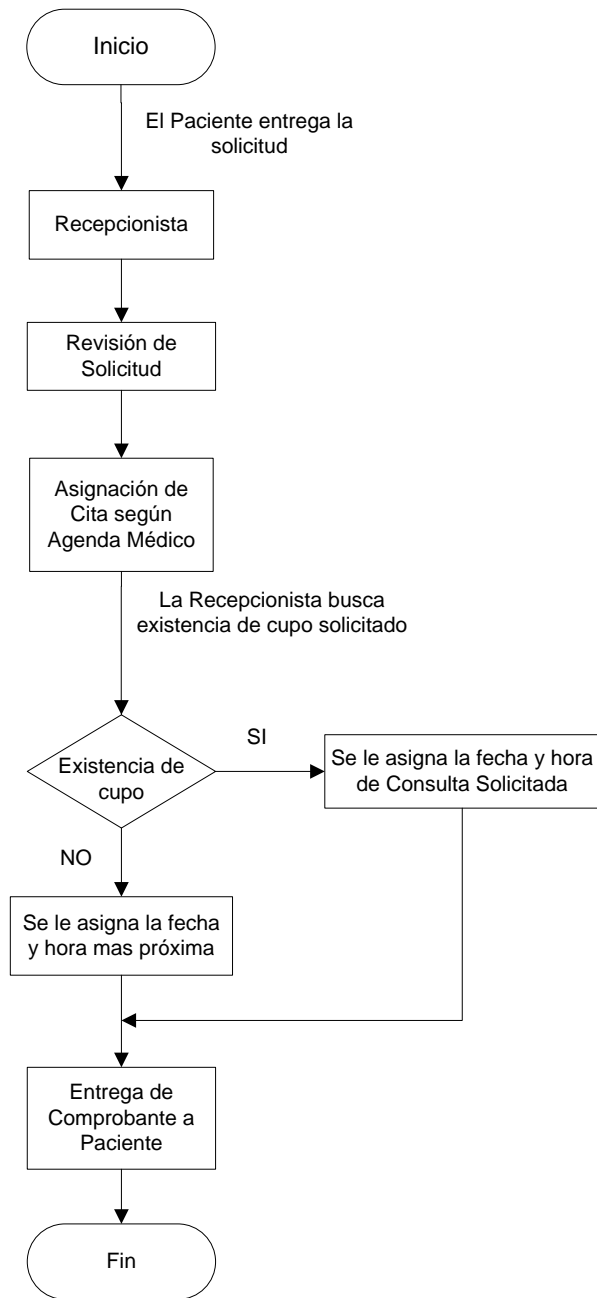 Inicio
El Paciente entrega la
solicitud
Recepcionista
Revisión de
Solicitud
Asignación de
Cita según
Agenda Médico
La Recepcionista busca
existencia de cupo solicitado
Existencia de
cupo
SI
Se le asigna la fecha y hora
de Consulta Solicitada
NO
Se le asigna la fecha
y hora mas próxima
Entrega de
Comprobante a
Paciente
Fin